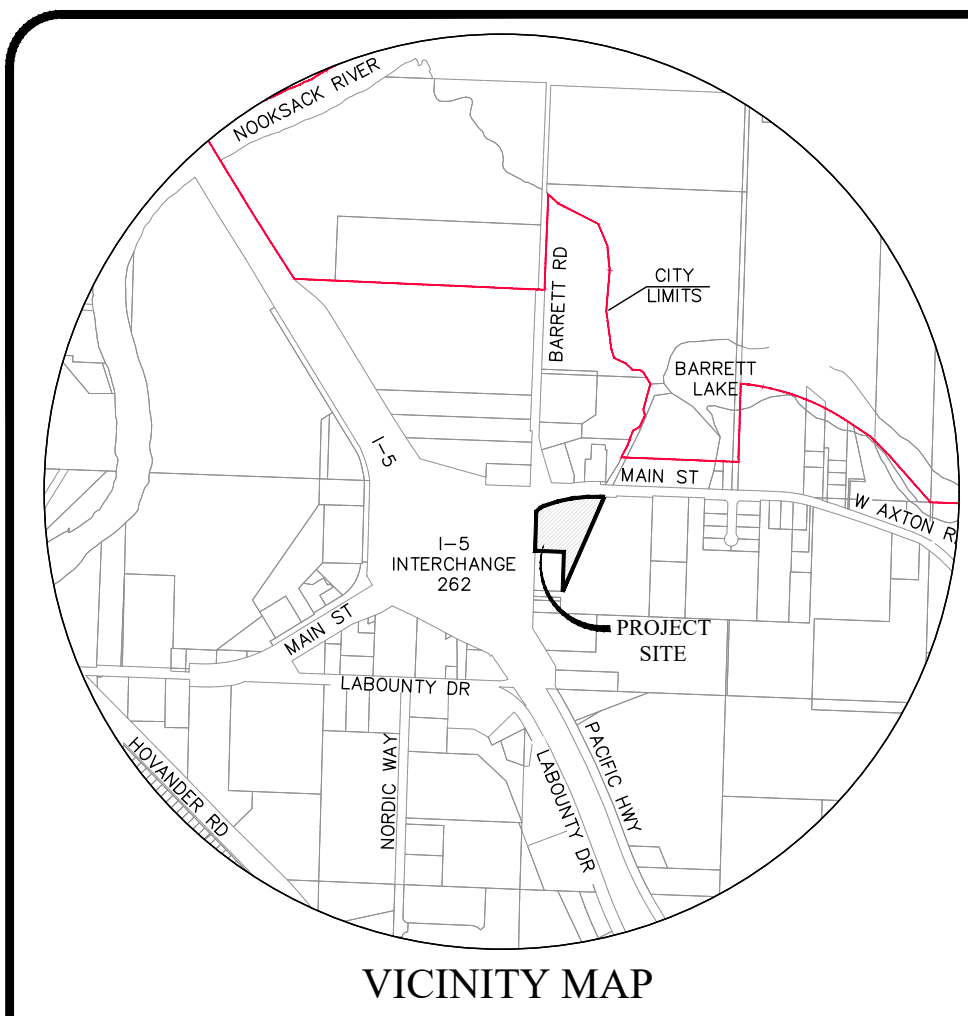 NOOKSACK RIVER
BARRETT RD
CITY
LIMITS
BARRETT
LAKE
I-5
MAIN ST
W AXTON
I-5
INTERCHANGE
262
MAIN ST
PROJECT
SITE
LABOUNTY DR
HOVANDER RD
NORDIC WAY
LABOUNTY DR
PACIFIC HWY
VICINITY MAP